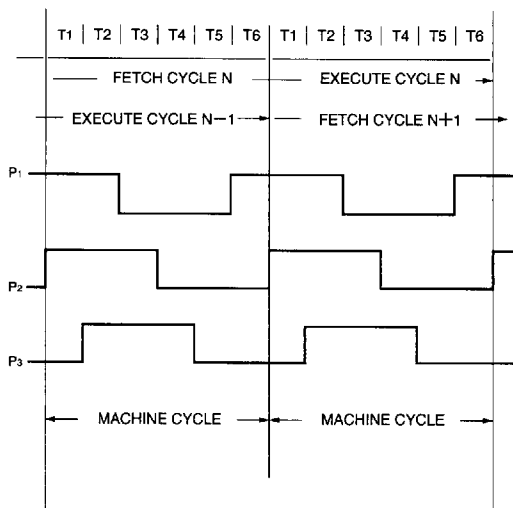 T1 | T2 | T3 | T4 | T5 | T6 | T1 | T2 | T3 | T4 | T5 | T6
FETCH CYCLE N EXECUTE CYCLE N
EXECUTE CYCLE N−1 FETCH CYCLE N+1
P1
P2
P3
MACHINE CYCLE MACHINE CYCLE